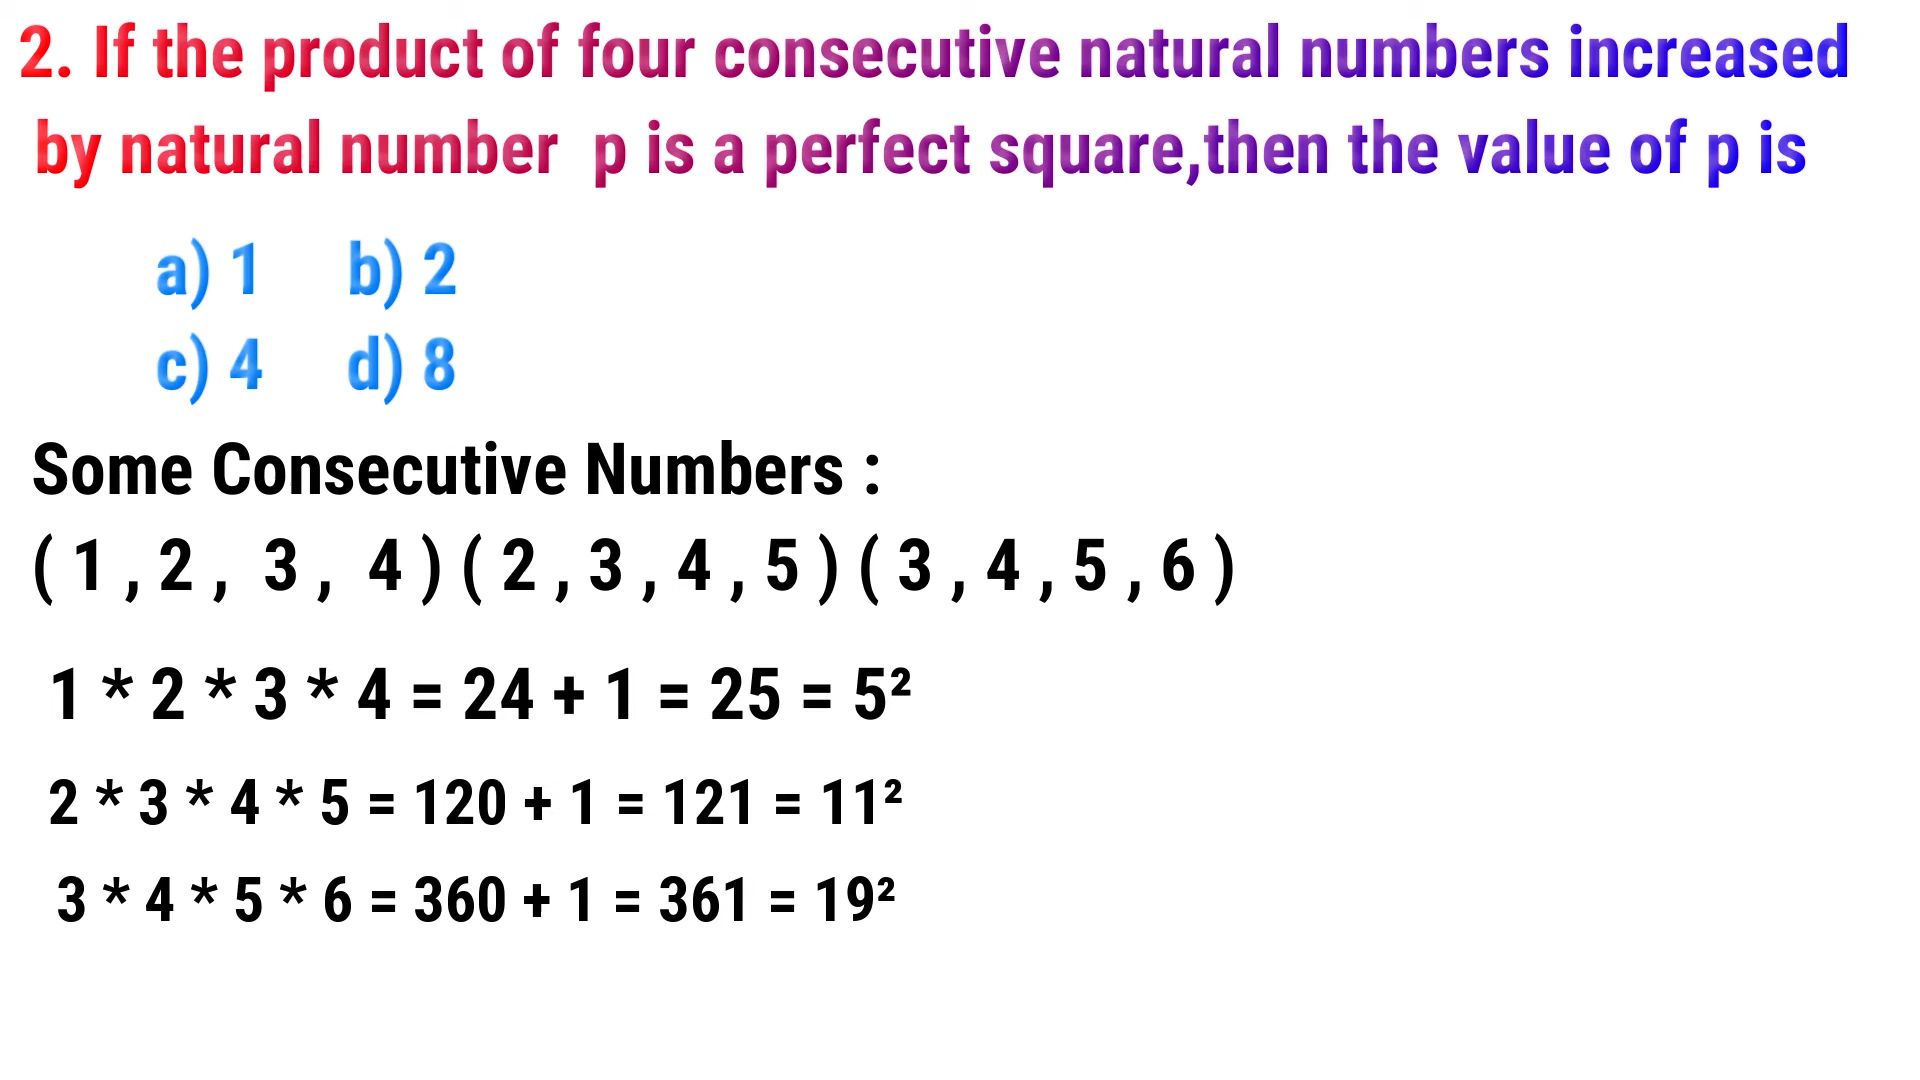 2. If the product of four consecutive natural numbers increased
by natural number p is a perfect square,then the value of p is
a) 1 b) 2
c) 4 d) 8
Some Consecutive Numbers :
( 1 , 2 , 3 , 4 ) ( 2 , 3 , 4 , 5 ) ( 3 , 4 , 5 , 6 )
1 * 2 * 3 * 4 = 24 + 1 = 25 = 5²
2 * 3 * 4 * 5 = 120 + 1 = 121 = 11²
3 * 4 * 5 * 6 = 360 + 1 = 361 = 19²